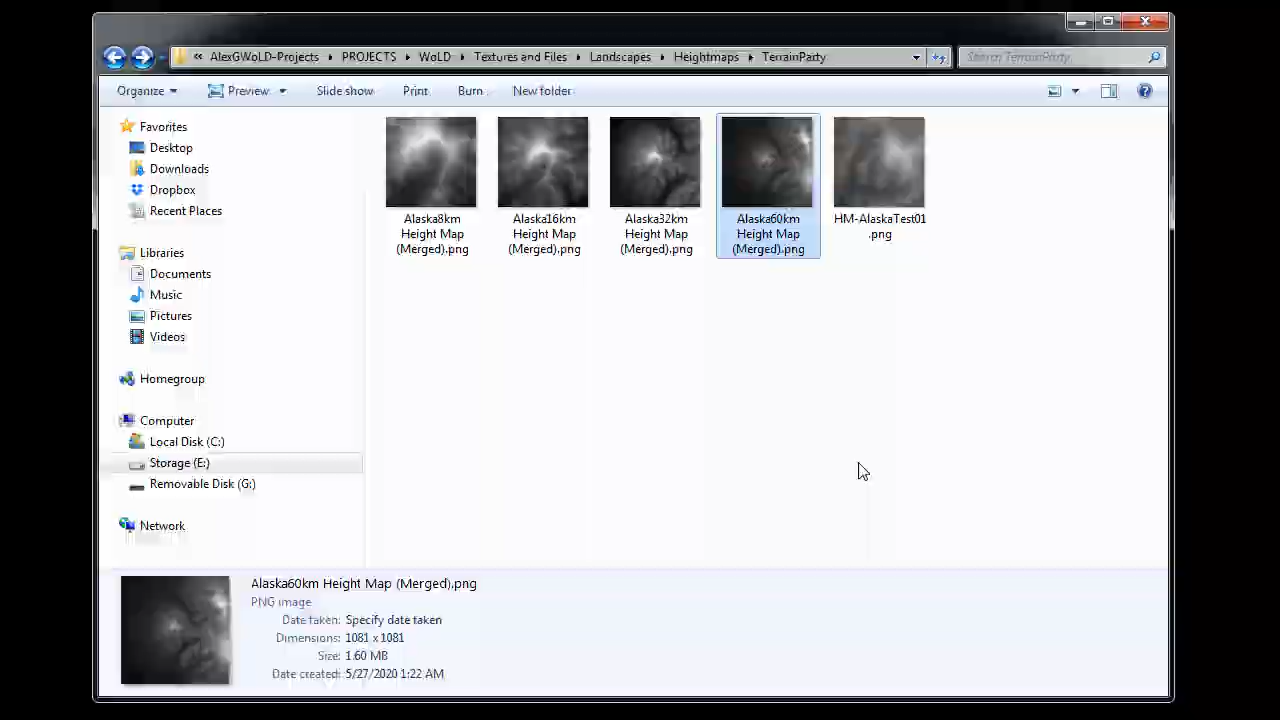 « AlexGWoLD-Projects ▸ PROJECTS ▸ WoLD ▸ Textures and Files ▸ Landscapes ▸ Heightmaps ▸ TerrainParty
Search TerrainParty
Organize Preview Slide show Print Burn New folder
Favorites
Desktop
Downloads
Dropbox
Recent Places
Libraries
Documents
Music
Pictures
Videos
Homegroup
Computer
Local Disk (C:)
Storage (E:)
Removable Disk (G:)
Network
Alaska8km
Height Map
(Merged).png
Alaska16km
Height Map
(Merged).png
Alaska32km
Height Map
(Merged).png
Alaska60km
Height Map
(Merged).png
HM-AlaskaTest01
.png
Alaska60km Height Map (Merged).png
PNG image
Date taken: Specify date taken
Dimensions: 1081 x 1081
Size: 1.60 MB
Date created: 5/27/2020 1:22 AM